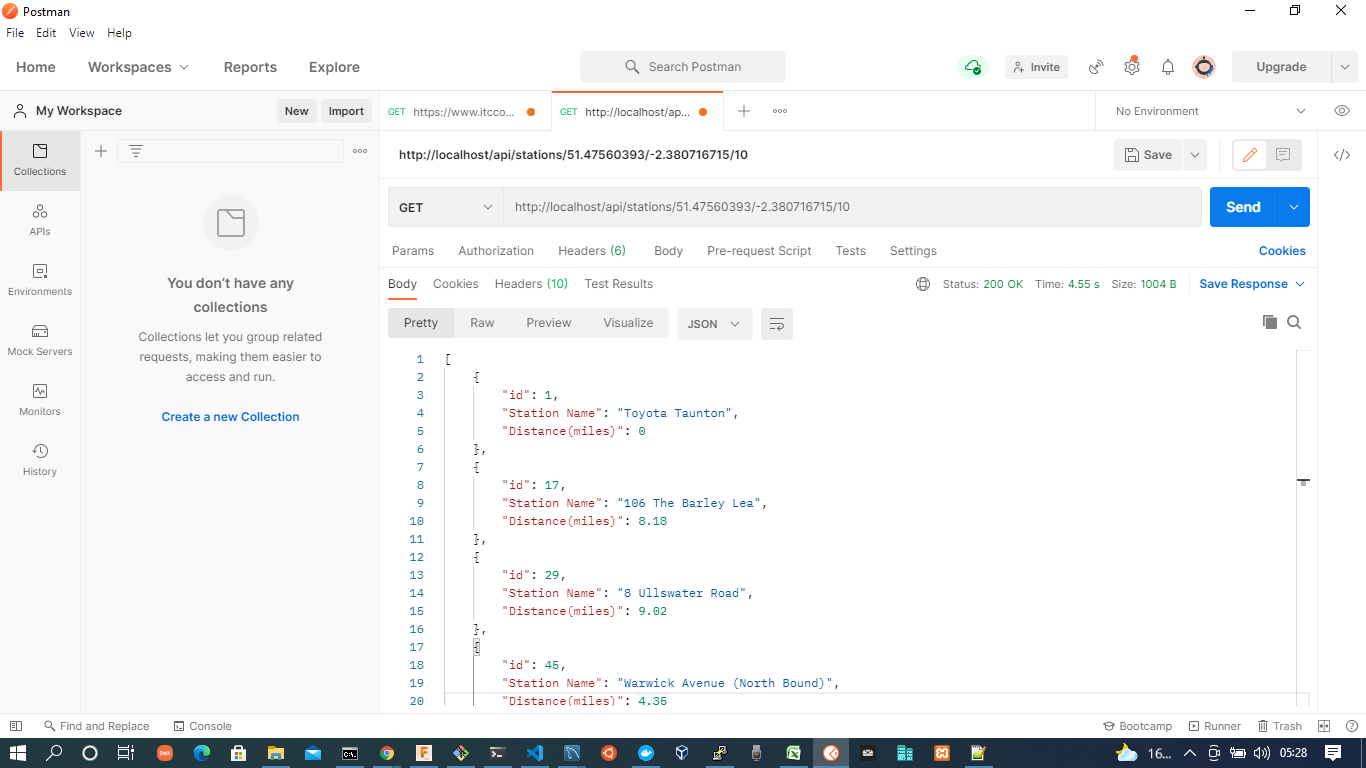 Postman
File Edit View Help
Home Workspaces Reports Explore Search Postman Invite Upgrade
My Workspace New Import
GET https://www.itcco... GET http://localhost/ap... No Environment
Collections
APIs
Environments
Mock Servers
Monitors
History
You don't have any
collections
Collections let you group related
requests, making them easier to
access and run.
Create a new Collection
http://localhost/api/stations/51.47560393/-2.380716715/10 Save
GET http://localhost/api/stations/51.47560393/-2.380716715/10 Send
Params Authorization Headers (6) Body Pre-request Script Tests Settings Cookies
Body Cookies Headers (10) Test Results Status: 200 OK Time: 4.55 s Size: 1004 B Save Response
Pretty Raw Preview Visualize JSON
1 [
2 {
3 "id": 1,
4 "Station Name": "Toyota Taunton",
5 "Distance(miles)": 0
6 },
7 {
8 "id": 17,
9 "Station Name": "106 The Barley Lea",
10 "Distance(miles)": 8.18
11 },
12 {
13 "id": 29,
14 "Station Name": "8 Ullswater Road",
15 "Distance(miles)": 9.02
16 },
17 {
18 "id": 45,
19 "Station Name": "Warwick Avenue (North Bound)",
20 "Distance(miles)": 4.35
Find and Replace Console Bootcamp Runner Trash
16... 05:28